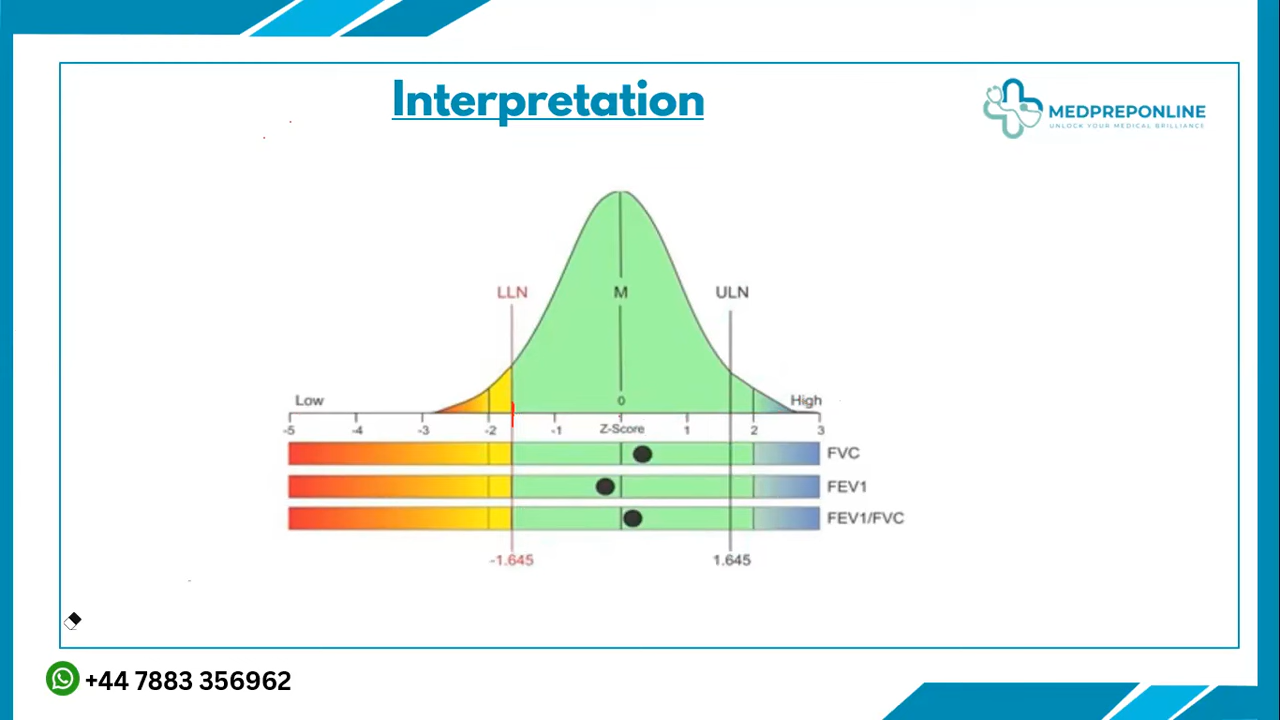 Interpretation
MEDPREPONLINE
UNLOCK YOUR MEDICAL BRILLIANCE
LLN M ULN
Low 0 High
-5 -4 -3 -2 -1 Z-Score 1 2 3
FVC
FEV1
FEV1/FVC
-1.645 1.645
+44 7883 356962